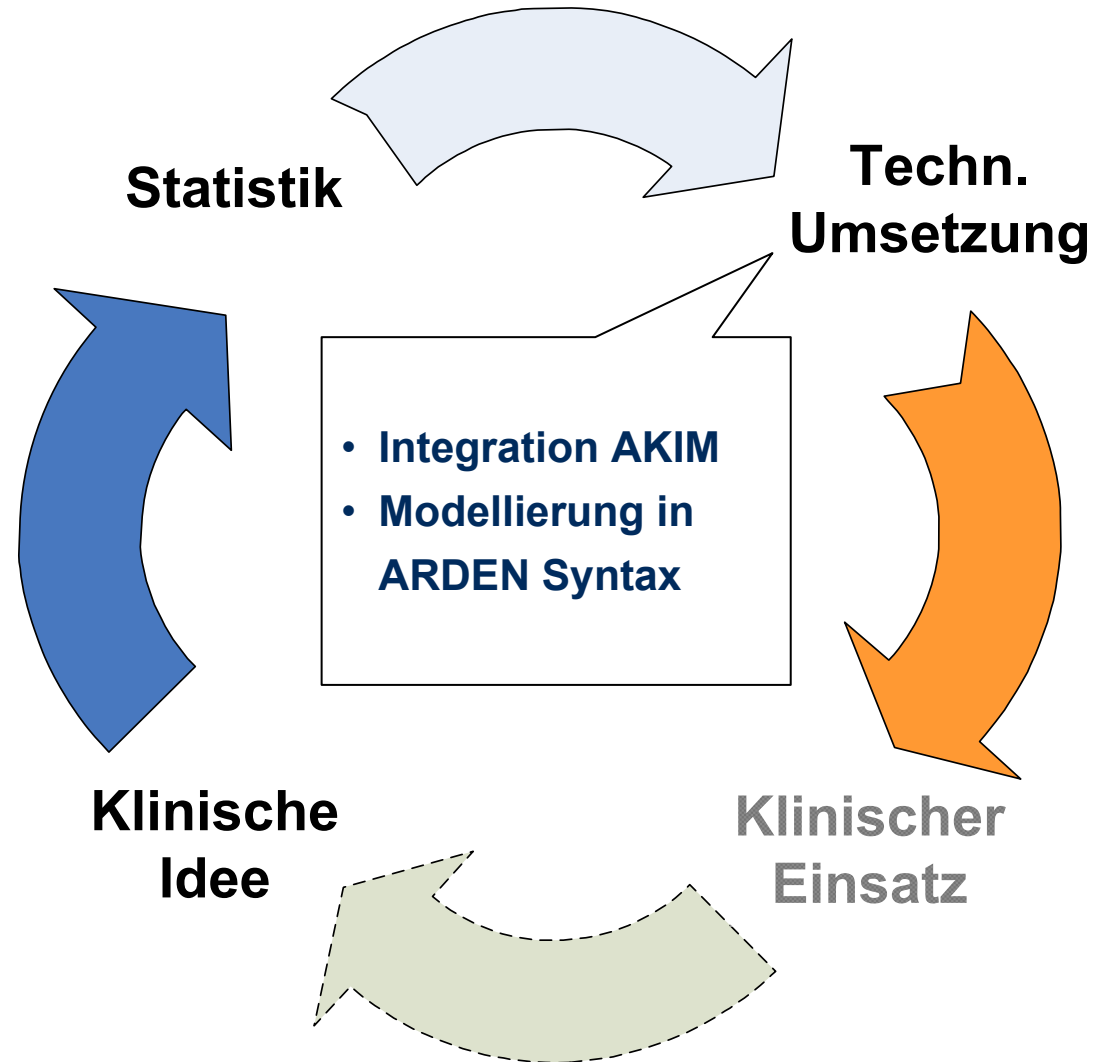 Statistik
Techn.
Umsetzung
• Integration AKIM
• Modellierung in
ARDEN Syntax
Klinische
Idee
Klinischer
Einsatz